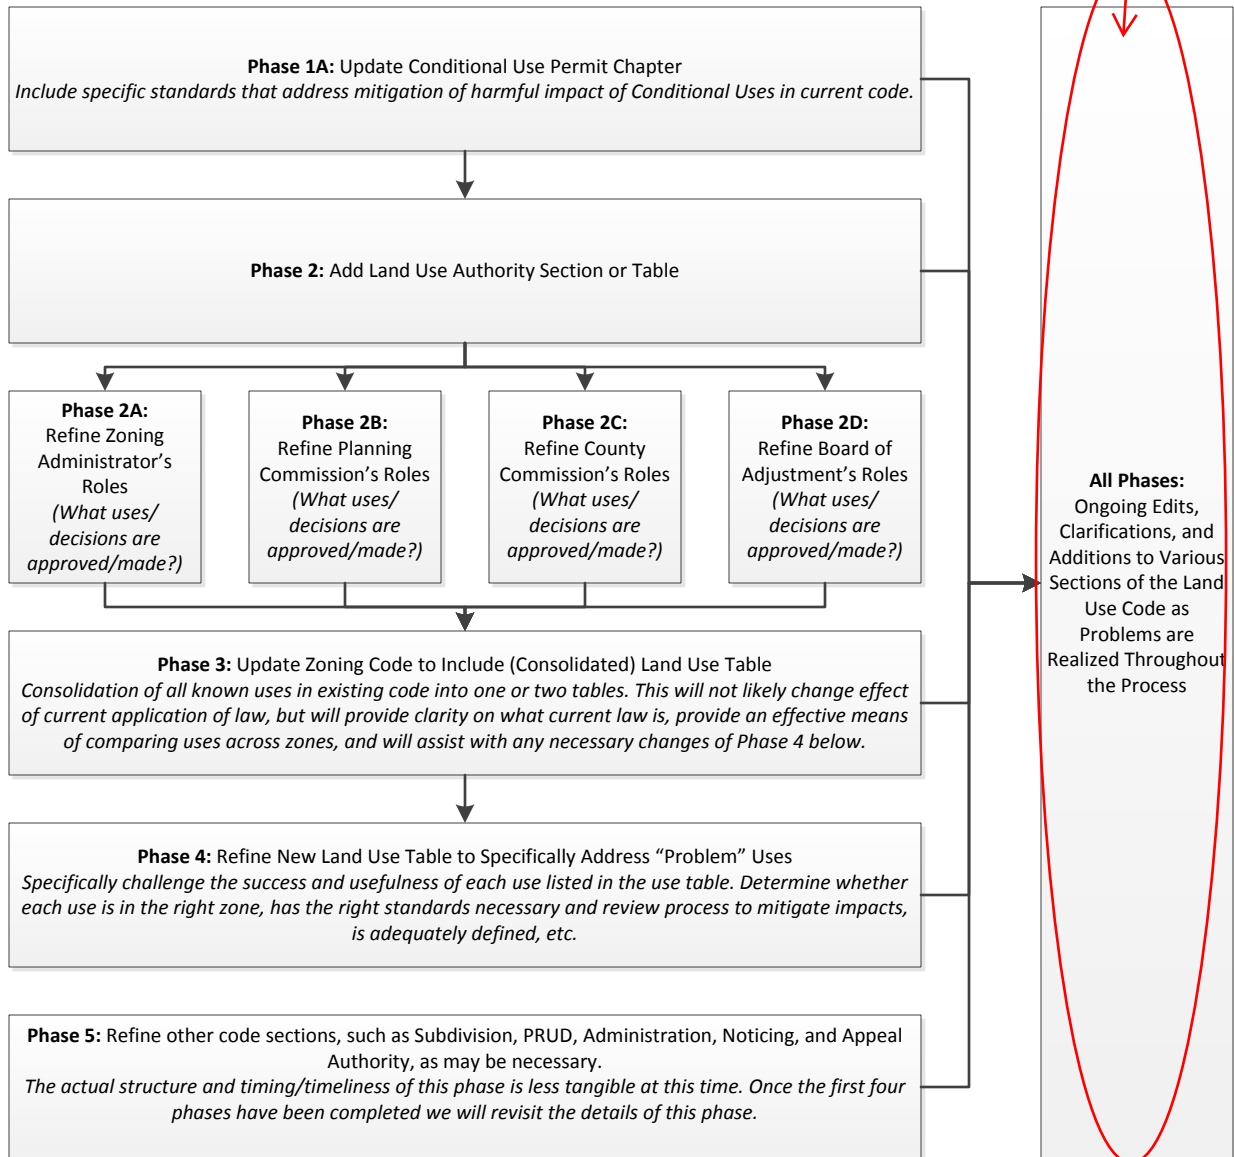 Phase 1A: Update Conditional Use Permit Chapter
Include specific standards that address mitigation of harmful impact of Conditional Uses in current code.
Phase 2: Add Land Use Authority Section or Table
Phase 2A:
Refine Zoning
Administrator’s
Roles
(What uses/
decisions are
approved/made?)
Phase 2B:
Refine Planning
Commission’s Roles
(What uses/
decisions are
approved/made?)
Phase 2C:
Refine County
Commission’s Roles
(What uses/
decisions are
approved/made?)
Phase 2D:
Refine Board of
Adjustment’s Roles
(What uses/
decisions are
approved/made?)
Phase 3: Update Zoning Code to Include (Consolidated) Land Use Table
Consolidation of all known uses in existing code into one or two tables. This will not likely change effect
of current application of law, but will provide clarity on what current law is, provide an effective means
of comparing uses across zones, and will assist with any necessary changes of Phase 4 below.
Phase 4: Refine New Land Use Table to Specifically Address “Problem” Uses
Specifically challenge the success and usefulness of each use listed in the use table. Determine whether
each use is in the right zone, has the right standards necessary and review process to mitigate impacts,
is adequately defined, etc.
Phase 5: Refine other code sections, such as Subdivision, PRUD, Administration, Noticing, and Appeal
Authority, as may be necessary.
The actual structure and timing/timeliness of this phase is less tangible at this time. Once the first four
phases have been completed we will revisit the details of this phase.
All Phases:
Ongoing Edits,
Clarifications, and
Additions to Various
Sections of the Land
Use Code as
Problems are
Realized Throughout
the Process